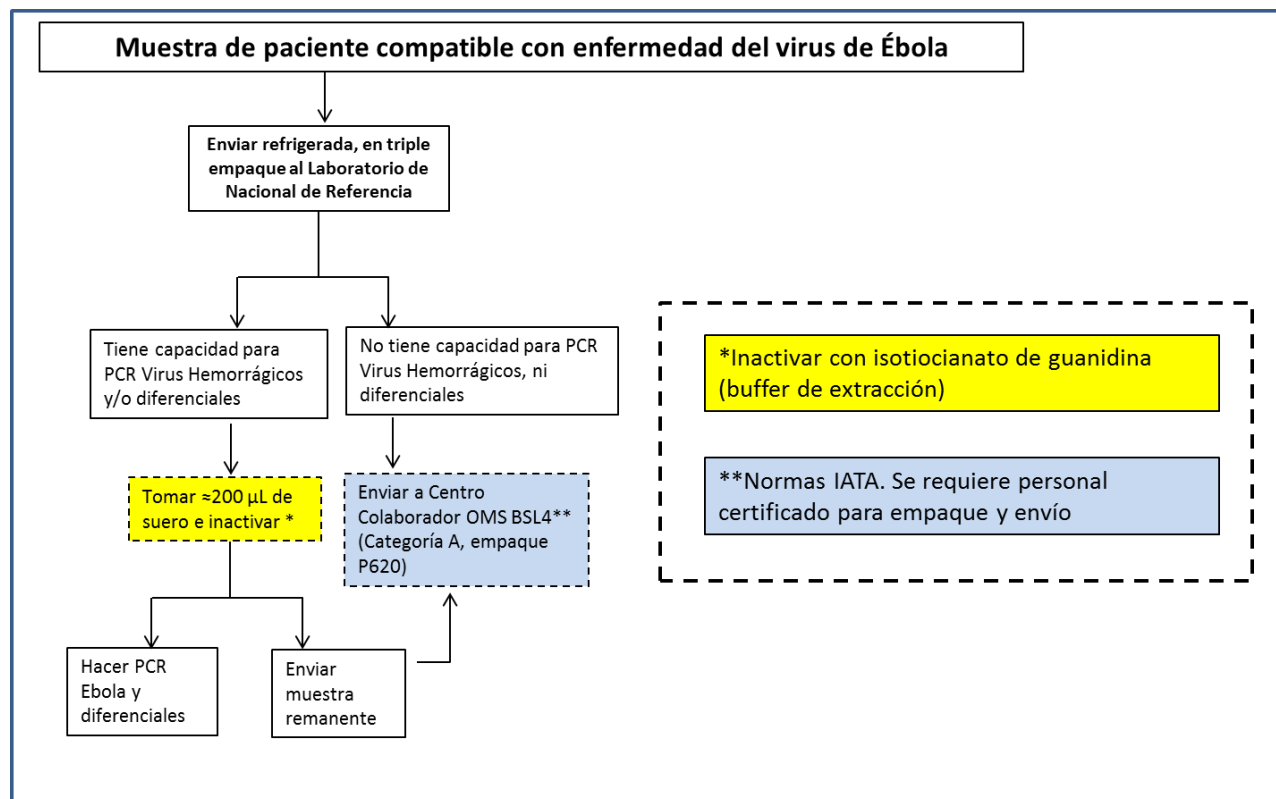 Muestra de paciente compatible con enfermedad del virus de Ébola
Enviar refrigerada, en triple
empaque al Laboratorio de
Nacional de Referencia
Tiene capacidad para
PCR Virus Hemorrágicos
y/o diferenciales
No tiene capacidad para PCR
Virus Hemorrágicos, ni
diferenciales
Tomar ≈200 µL de
suero e inactivar *
Enviar a Centro
Colaborador OMS BSL4**
(Categoría A, empaque
P620)
Hacer PCR
Ebola y
diferenciales
Enviar
muestra
remanente
*Inactivar con isotiocianato de guanidina
(buffer de extracción)
**Normas IATA. Se requiere personal
certificado para empaque y envío